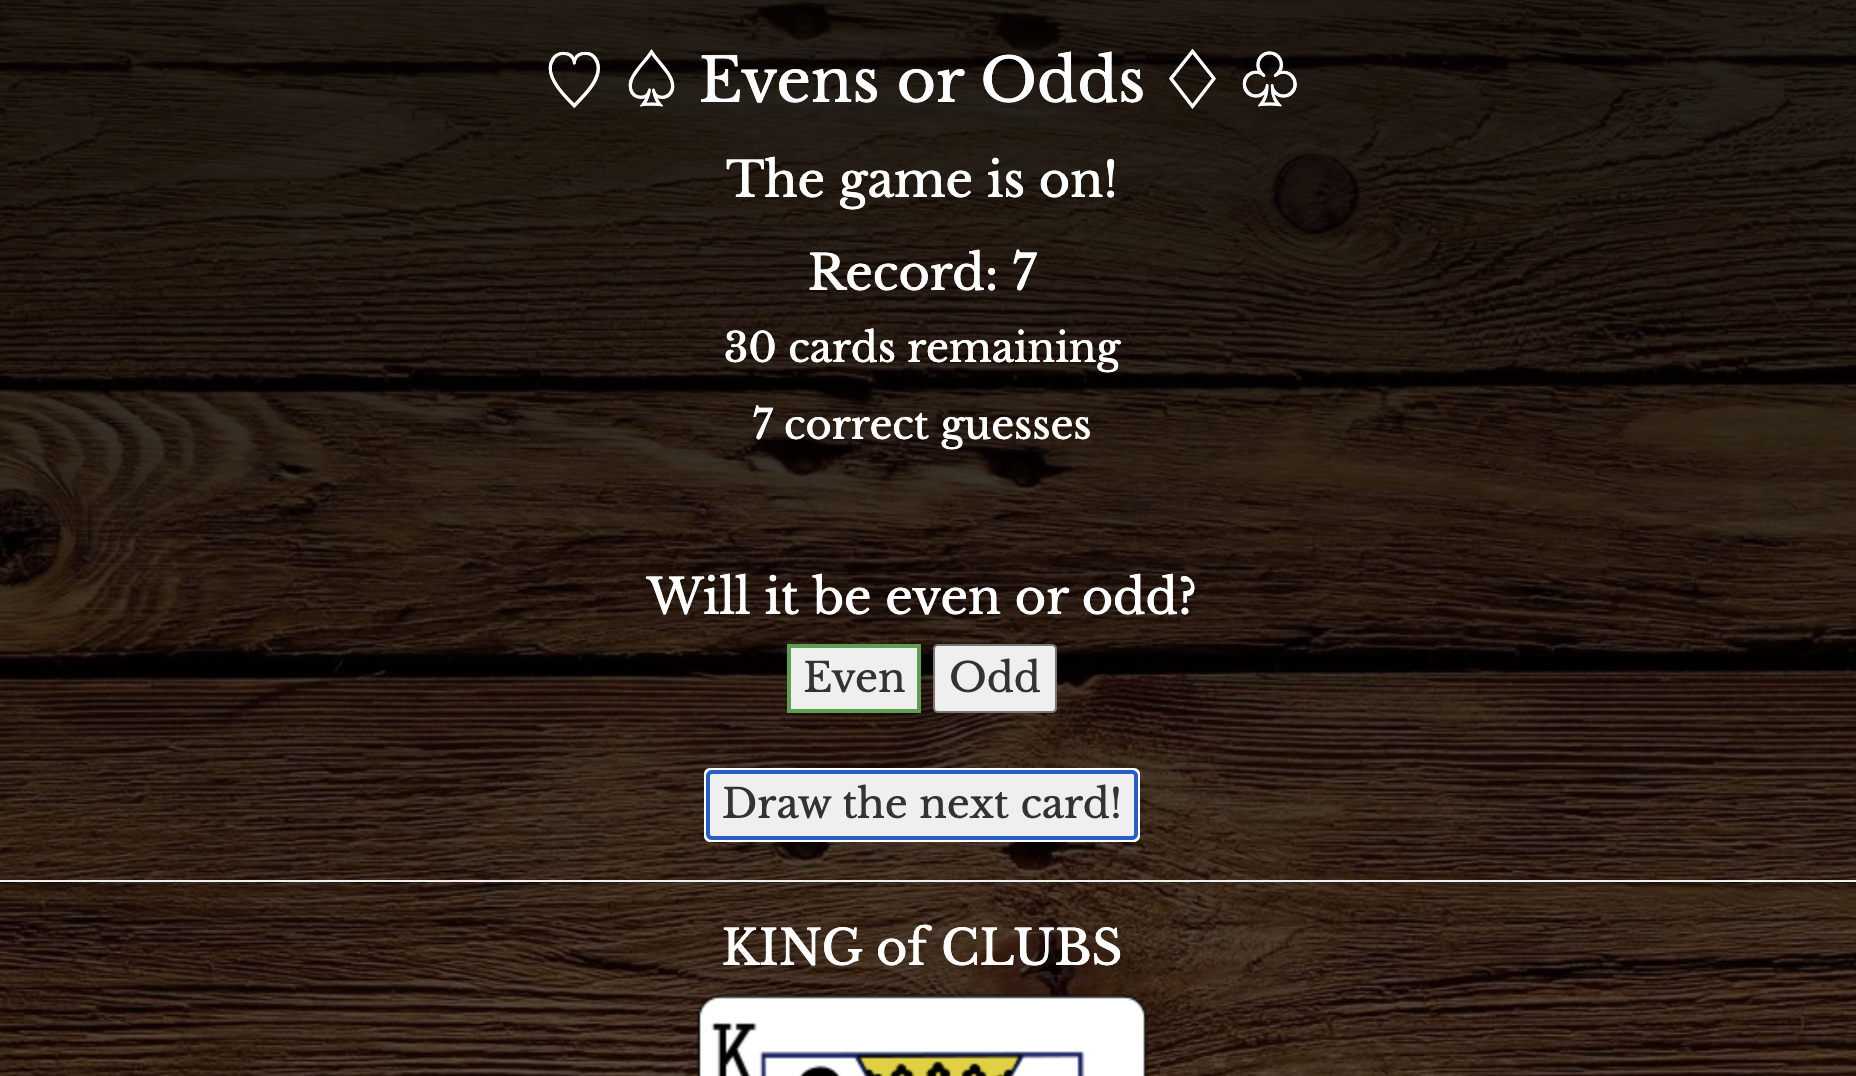 ♡ ♤ Evens or Odds ♢ ♧
The game is on!
Record: 7
30 cards remaining
7 correct guesses
Will it be even or odd?
Even Odd
Draw the next card!
KING of CLUBS
K